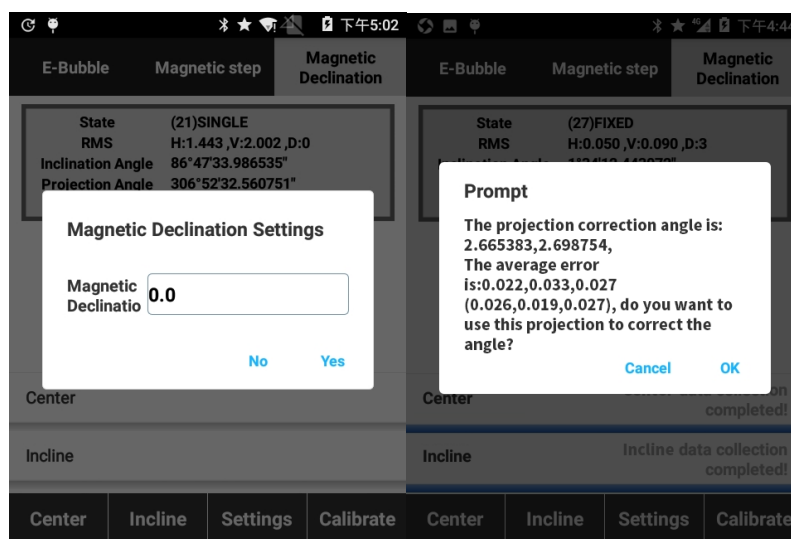 下午5:02
E-Bubble
Magnetic step
Magnetic
Declination
State (21)SINGLE
RMS H:1.443 ,V:2.002 ,D:0
Inclination Angle 86°47'33.986535"
Projection Angle 306°52'32.560751"
Magnetic Declination Settings
Magnetic
Declinatio
0.0
No Yes
Center
Incline
Center Incline Settings Calibrate
4G 下午4:44
E-Bubble
Magnetic step
Magnetic
Declination
State (27)FIXED
RMS H:0.050 ,V:0.090 ,D:3
Prompt
The projection correction angle is:
2.665383,2.698754,
The average error
is:0.022,0.033,0.027
(0.026,0.019,0.027), do you want to
use this projection to correct the
angle?
Cancel OK
Center
completed!
Incline
Incline data collection
completed!
Center Incline Settings Calibrate